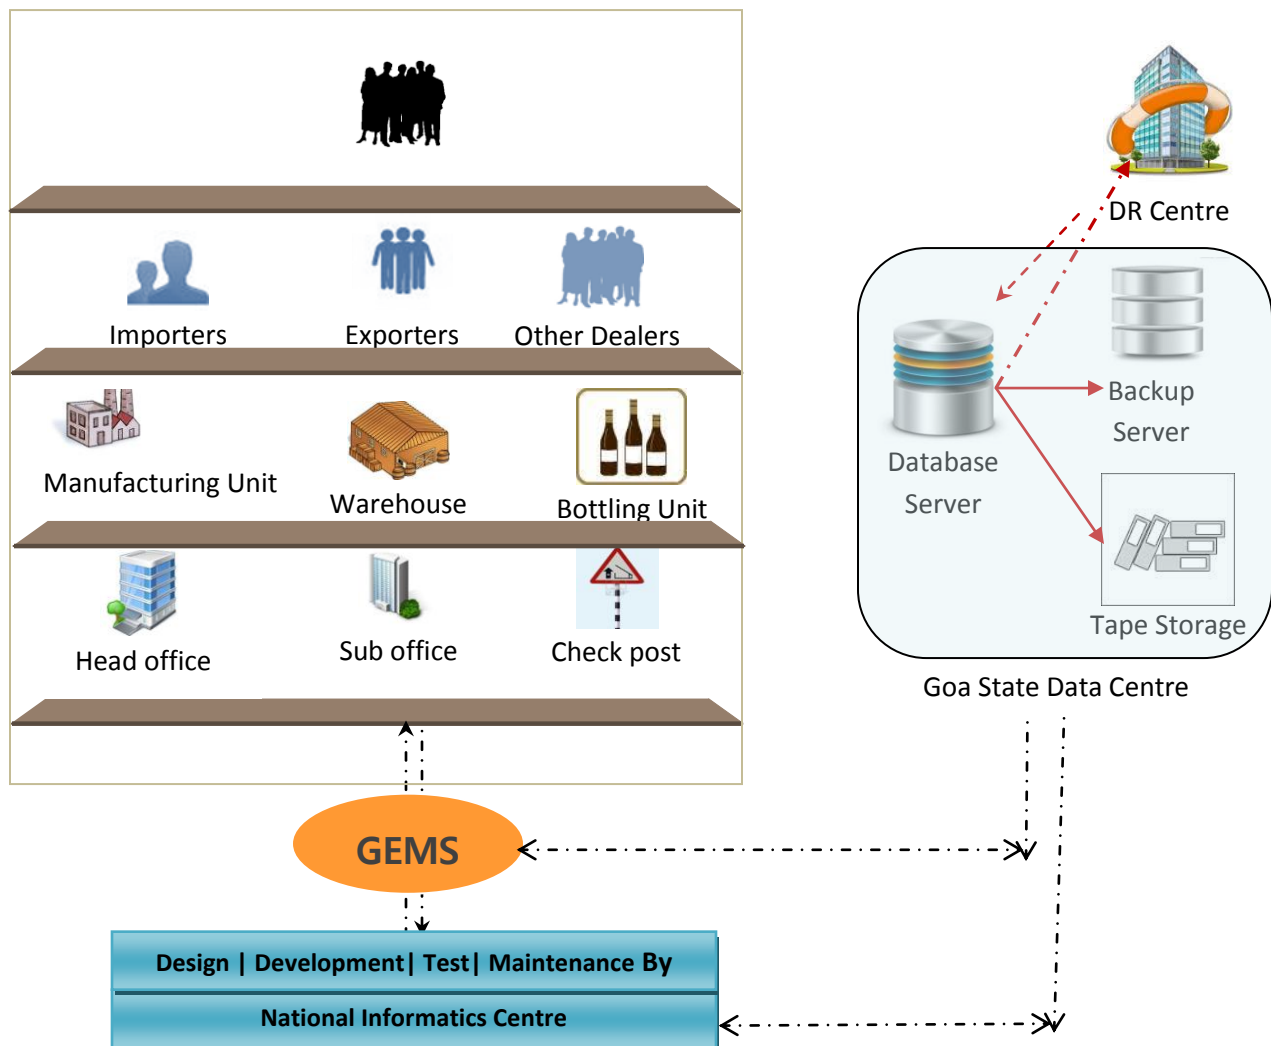 DR Centre
Importers
Exporters
Other Dealers
Manufacturing Unit
Warehouse
Bottling Unit
Head office
Sub office
Check post
Database
Server
Backup
Server
Tape Storage
Goa State Data Centre
GEMS
Design | Development| Test| Maintenance By
National Informatics Centre